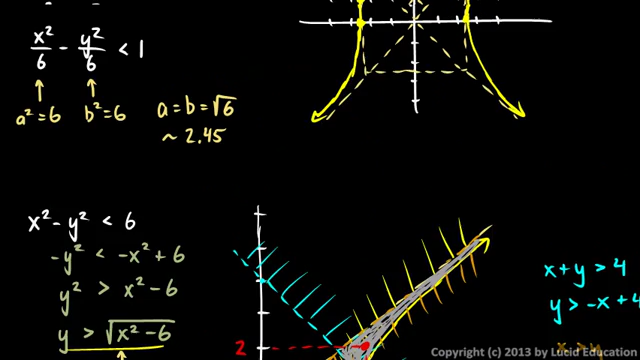 x²/6 - y²/6 < 1
a² = 6 b² = 6 a = b = √6
~ 2.45
x² - y² < 6
-y² < -x² + 6
y² > x² - 6
y > √(x² - 6)
x + y > 4
y > -x + 4
2
Copyright (c) 2013 by Lucid Education